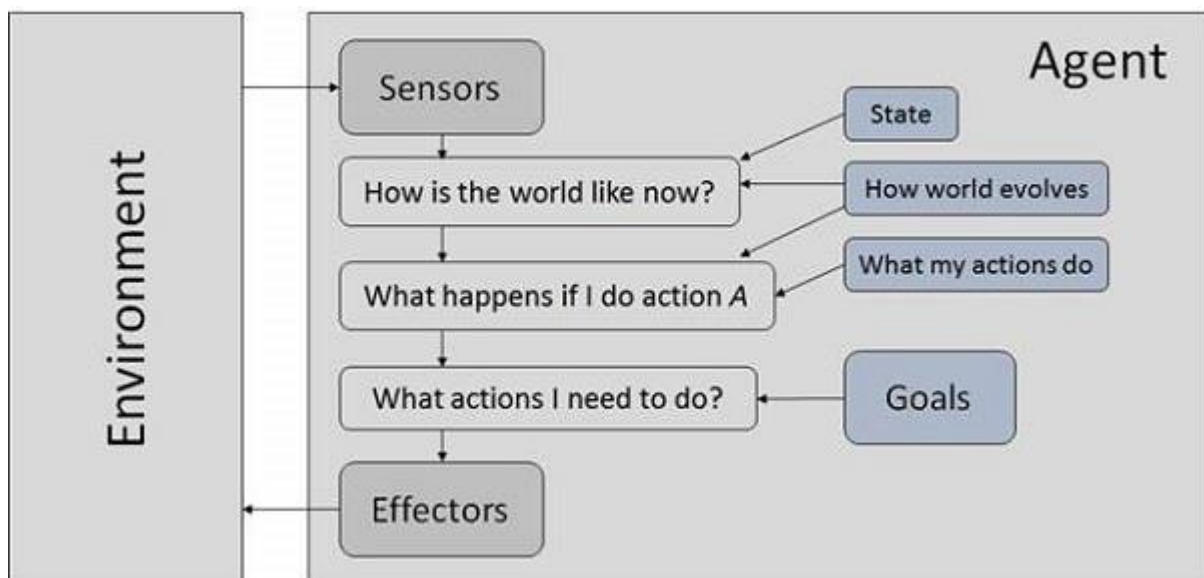 Agent
Environment
Sensors
State
How is the world like now?
How world evolves
What my actions do
What happens if I do action A
What actions I need to do?
Goals
Effectors